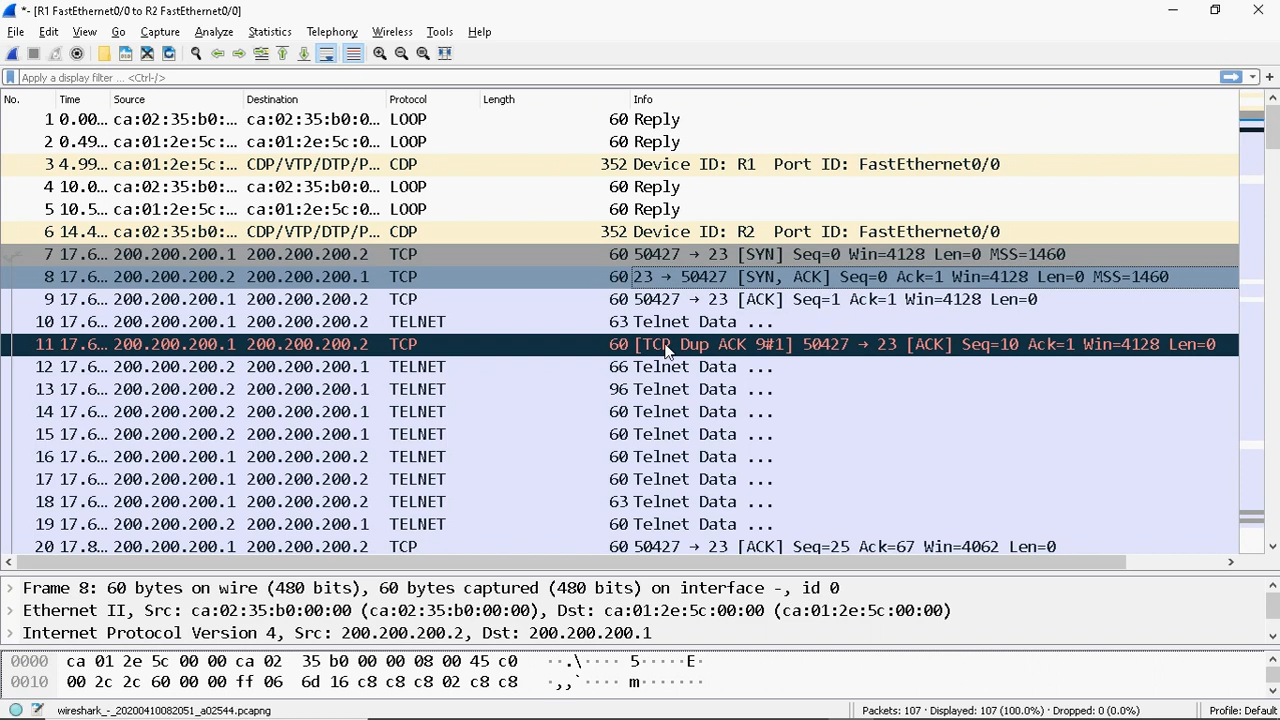 *- [R1 FastEthernet0/0 to R2 FastEthernet0/0]
File Edit View Go Capture Analyze Statistics Telephony Wireless Tools Help
Apply a display filter ... <Ctrl-/>
No. Time Source Destination Protocol Length Info
1 0.00... ca:02:35:b0:... ca:02:35:b0:0... LOOP 60 Reply
2 0.49... ca:01:2e:5c:... ca:01:2e:5c:0... LOOP 60 Reply
3 4.99... ca:01:2e:5c:... CDP/VTP/DTP/P... CDP 352 Device ID: R1 Port ID: FastEthernet0/0
4 10.0... ca:02:35:b0:... ca:02:35:b0:0... LOOP 60 Reply
5 10.5... ca:01:2e:5c:... ca:01:2e:5c:0... LOOP 60 Reply
6 14.4... ca:02:35:b0:... CDP/VTP/DTP/P... CDP 352 Device ID: R2 Port ID: FastEthernet0/0
7 17.6... 200.200.200.1 200.200.200.2 TCP 60 50427 → 23 [SYN] Seq=0 Win=4128 Len=0 MSS=1460
8 17.6... 200.200.200.2 200.200.200.1 TCP 60 23 → 50427 [SYN, ACK] Seq=0 Ack=1 Win=4128 Len=0 MSS=1460
9 17.6... 200.200.200.1 200.200.200.2 TCP 60 50427 → 23 [ACK] Seq=1 Ack=1 Win=4128 Len=0
10 17.6... 200.200.200.1 200.200.200.2 TELNET 63 Telnet Data ...
11 17.6... 200.200.200.1 200.200.200.2 TCP 60 [TCP Dup ACK 9#1] 50427 → 23 [ACK] Seq=10 Ack=1 Win=4128 Len=0
12 17.6... 200.200.200.2 200.200.200.1 TELNET 66 Telnet Data ...
13 17.6... 200.200.200.2 200.200.200.1 TELNET 96 Telnet Data ...
14 17.6... 200.200.200.2 200.200.200.1 TELNET 60 Telnet Data ...
15 17.6... 200.200.200.2 200.200.200.1 TELNET 60 Telnet Data ...
16 17.6... 200.200.200.1 200.200.200.2 TELNET 60 Telnet Data ...
17 17.6... 200.200.200.1 200.200.200.2 TELNET 60 Telnet Data ...
18 17.6... 200.200.200.1 200.200.200.2 TELNET 63 Telnet Data ...
19 17.6... 200.200.200.2 200.200.200.1 TELNET 60 Telnet Data ...
20 17.8... 200.200.200.1 200.200.200.2 TCP 60 50427 → 23 [ACK] Seq=25 Ack=67 Win=4062 Len=0
Frame 8: 60 bytes on wire (480 bits), 60 bytes captured (480 bits) on interface -, id 0
Ethernet II, Src: ca:02:35:b0:00:00 (ca:02:35:b0:00:00), Dst: ca:01:2e:5c:00:00 (ca:01:2e:5c:00:00)
Internet Protocol Version 4, Src: 200.200.200.2, Dst: 200.200.200.1
0000 ca 01 2e 5c 00 00 ca 02 35 b0 00 00 08 00 45 c0 ··.\···· 5·····E·
0010 00 2c 2c 60 00 00 ff 06 6d 16 c8 c8 c8 02 c8 c8 ·,,`···· m·······
wireshark_-_20200410082051_a02544.pcapng Packets: 107 · Displayed: 107 (100.0%) · Dropped: 0 (0.0%) Profile: Default